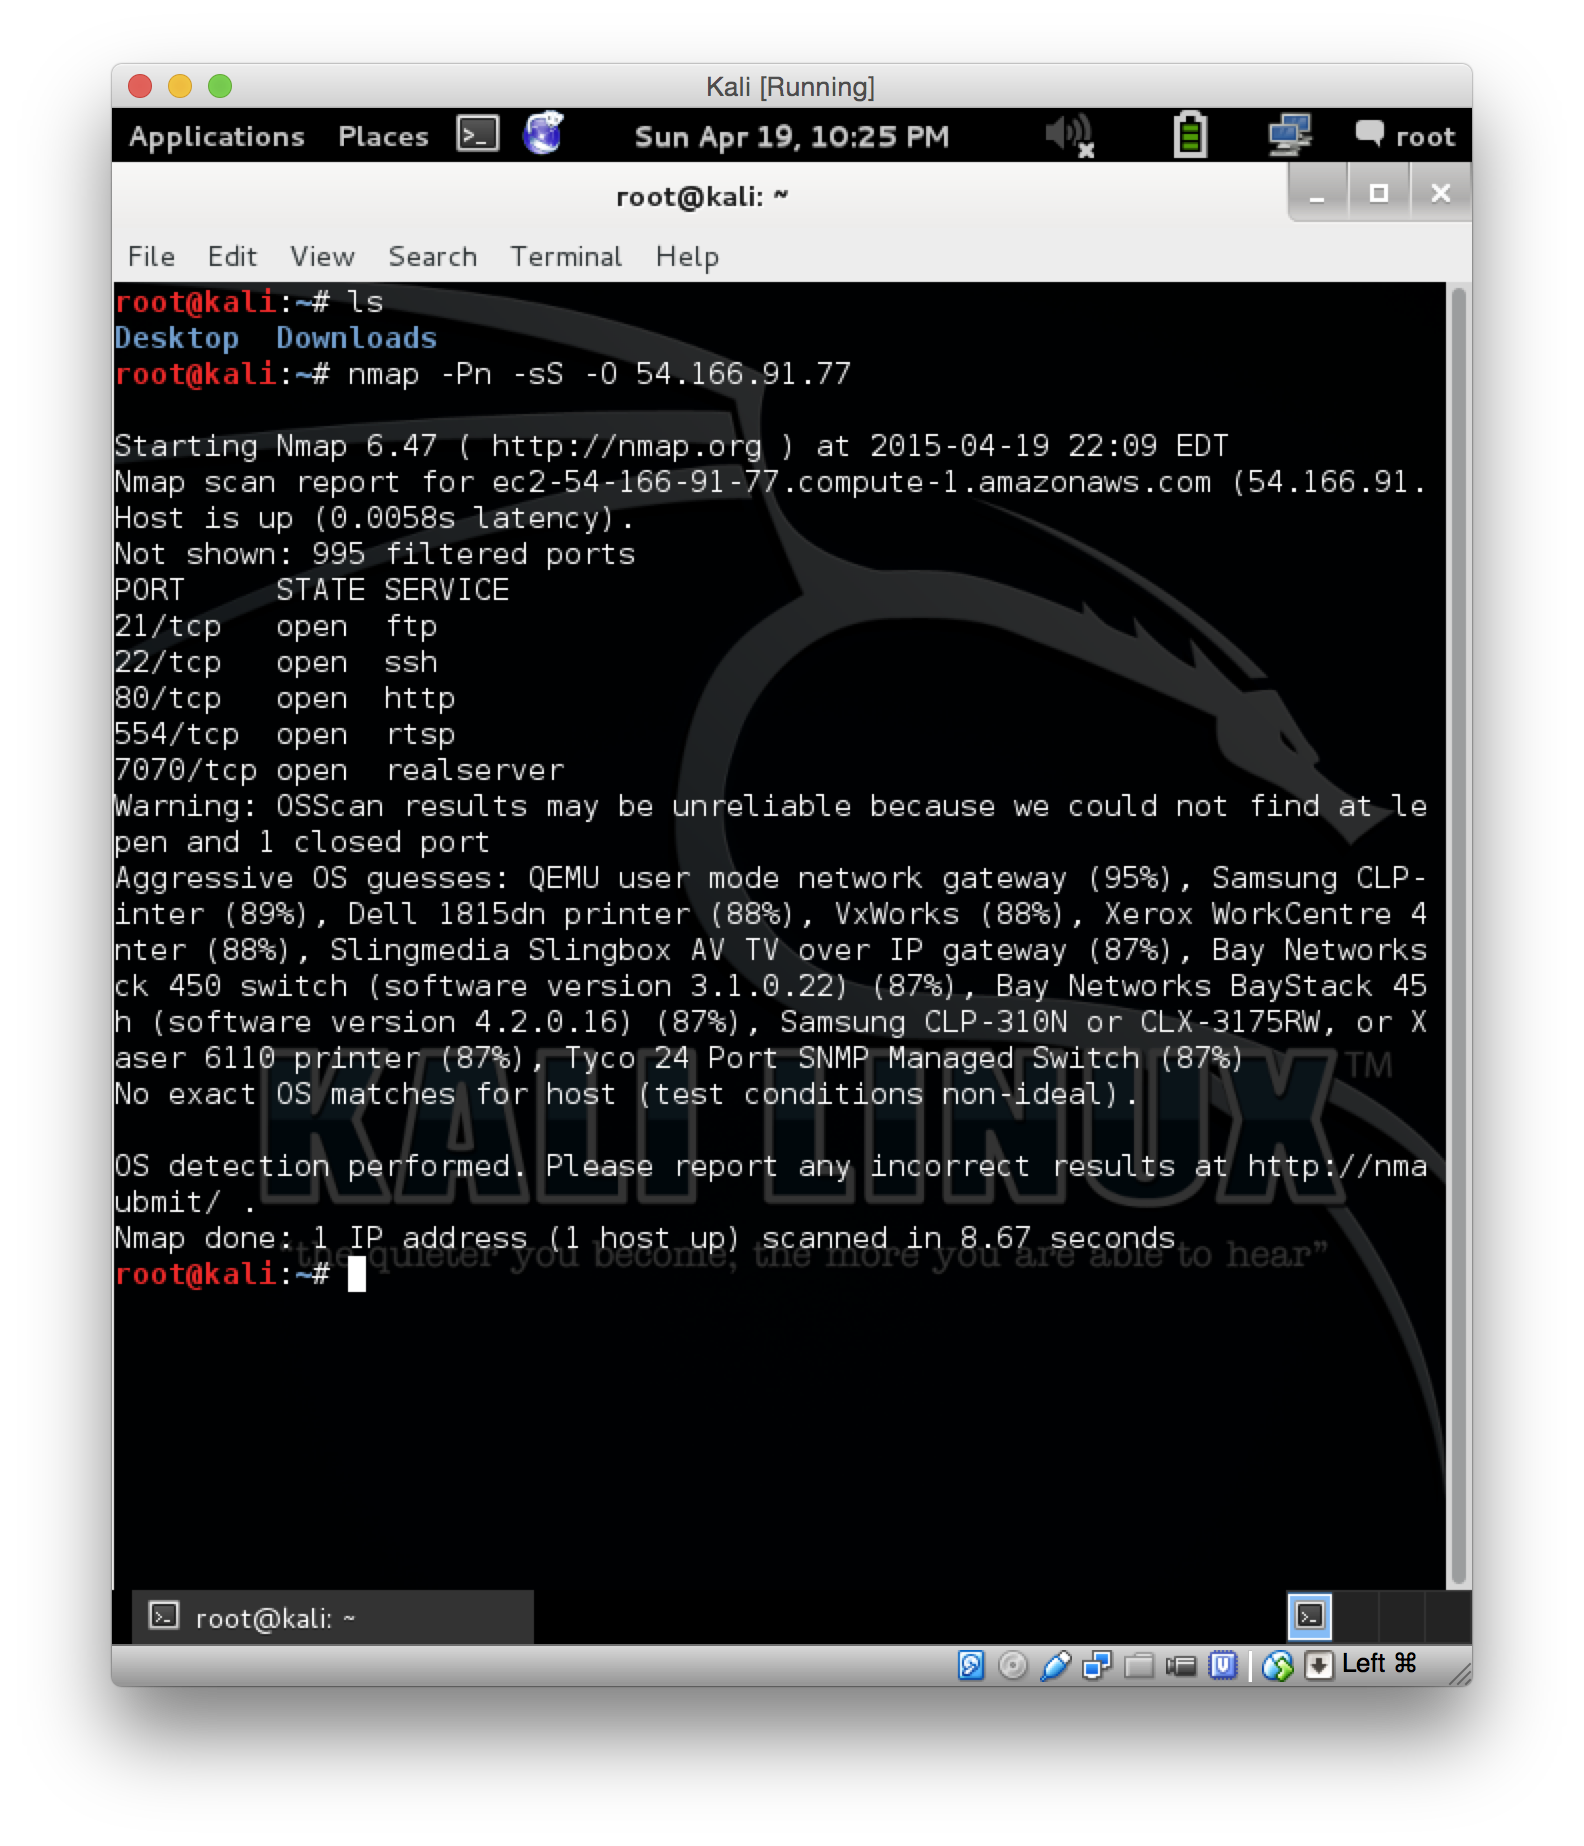 Kali [Running]
Applications Places Sun Apr 19, 10:25 PM root
root@kali: ~
File Edit View Search Terminal Help
root@kali:~# ls
Desktop Downloads
root@kali:~# nmap -Pn -sS -O 54.166.91.77
Starting Nmap 6.47 ( http://nmap.org ) at 2015-04-19 22:09 EDT
Nmap scan report for ec2-54-166-91-77.compute-1.amazonaws.com (54.166.91.
Host is up (0.0058s latency).
Not shown: 995 filtered ports
PORT STATE SERVICE
21/tcp open ftp
22/tcp open ssh
80/tcp open http
554/tcp open rtsp
7070/tcp open realserver
Warning: OSScan results may be unreliable because we could not find at le
pen and 1 closed port
Aggressive OS guesses: QEMU user mode network gateway (95%), Samsung CLP-
inter (89%), Dell 1815dn printer (88%), VxWorks (88%), Xerox WorkCentre 4
nter (88%), Slingmedia Slingbox AV TV over IP gateway (87%), Bay Networks
ck 450 switch (software version 3.1.0.22) (87%), Bay Networks BayStack 45
h (software version 4.2.0.16) (87%), Samsung CLP-310N or CLX-3175RW, or X
aser 6110 printer (87%), Tyco 24 Port SNMP Managed Switch (87%)
KALI LINUX TM
No exact OS matches for host (test conditions non-ideal).
OS detection performed. Please report any incorrect results at http://nma
ubmit/ .
Nmap done: 1 IP address (1 host up) scanned in 8.67 seconds
“the quieter you become, the more you are able to hear”
root@kali:~#
root@kali: ~
Left ⌘